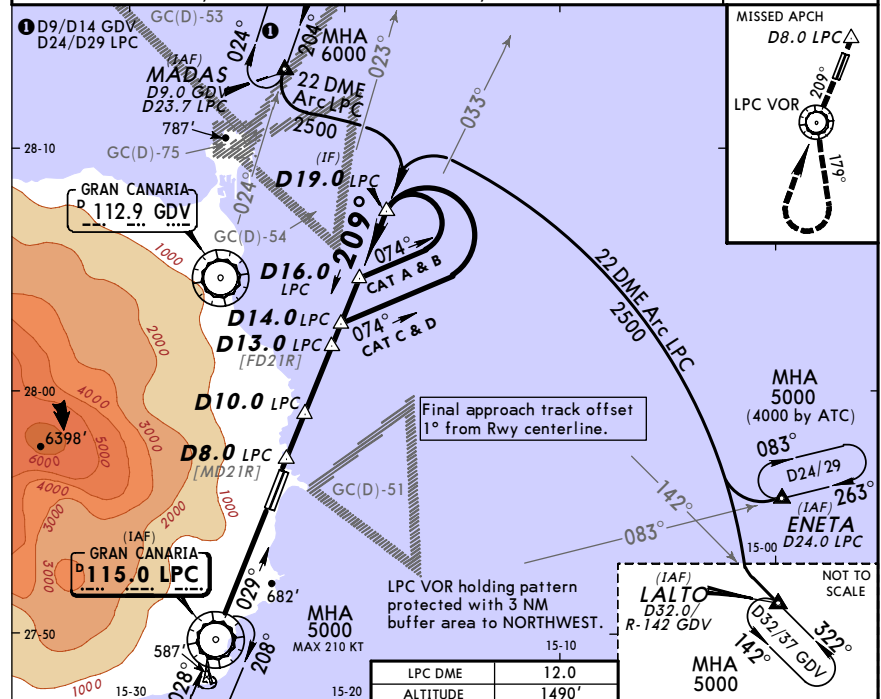 ❶ D9/D14 GDV
D24/D29 LPC
GC(D)-53
024°
❶
204°
MHA
6000
023°
033°
(IAF)
MADAS
D9.0 GDV
D23.7 LPC
22 DME
Arc LPC
2500
787'
GC(D)-75
28-10
(IF)
D19.0 LPC
024°
209°
GRAN CANARIA
D 112.9 GDV
GC(D)-54
074°
CAT A & B
D16.0
LPC
074°
CAT C & D
D14.0 LPC
D13.0 LPC
[FD21R]
22 DME Arc LPC
2500
MISSED APCH
D8.0 LPC
209°
LPC VOR
179°
1000
2000
3000
4000
5000
6000
6398'
28-00
D10.0 LPC
Final approach track offset
1° from Rwy centerline.
MHA
5000
(4000 by ATC)
083°
D24/29
263°
(IAF)
ENETA
D24.0 LPC
D8.0 LPC
[MD21R]
GC(D)-51
142°
083°
15-00
4000
3000
2000
1000
3000
(IAF)
GRAN CANARIA
D 115.0 LPC
029°
682'
LPC VOR holding pattern
protected with 3 NM
buffer area to NORTHWEST.
NOT TO
SCALE
(IAF)
LALTO
D32.0/
R-142 GDV
D32/37 GDV
322°
142°
MHA
5000
27-50
MHA
5000
MAX 210 KT
15-10
587'
028°
208°
1000
15-30
15-20
LPC DME 12.0
ALTITUDE 1490'